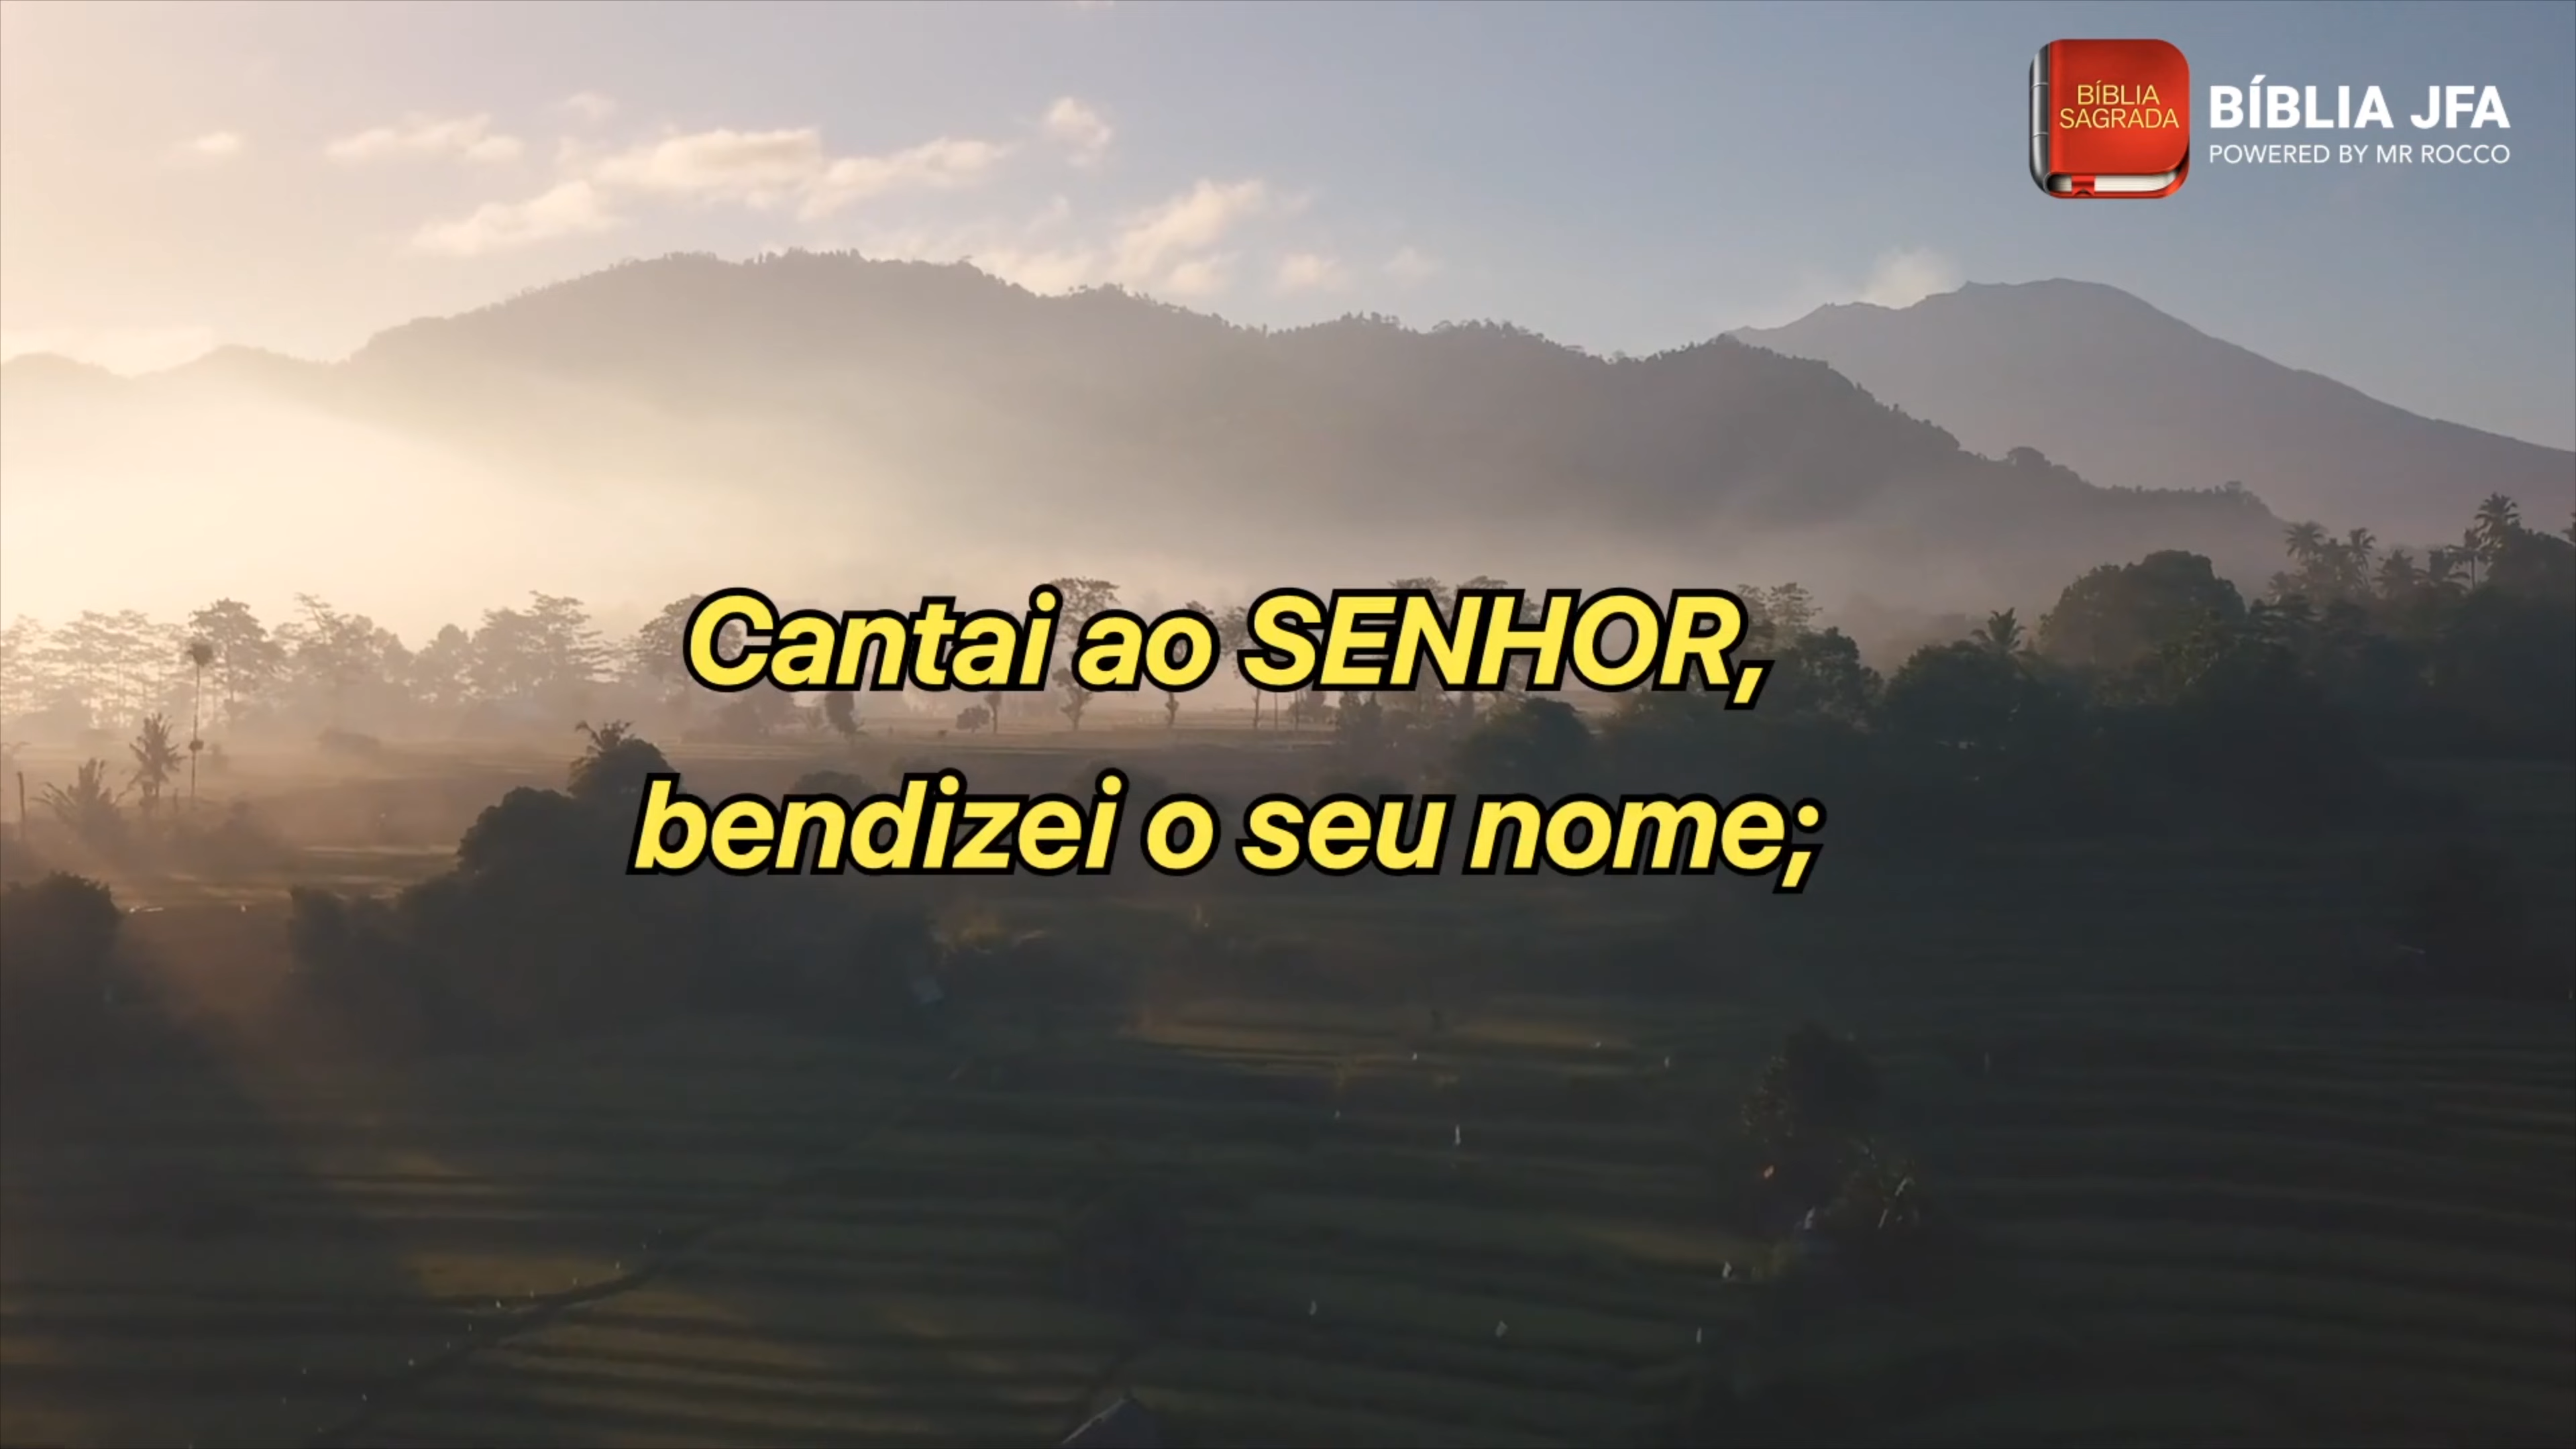 BÍBLIA
SAGRADA
BÍBLIA JFA
POWERED BY MR ROCCO
Cantai ao SENHOR,
bendizei o seu nome;